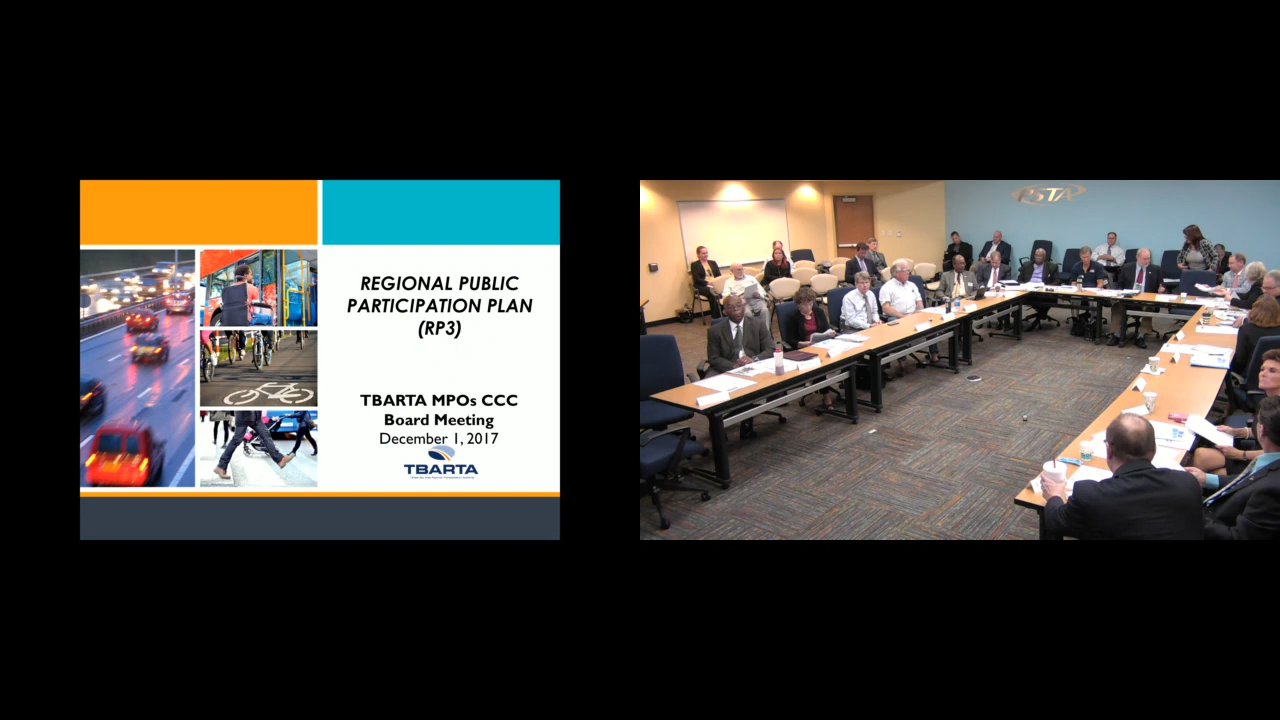 REGIONAL PUBLIC
PARTICIPATION PLAN
(RP3)
TBARTA MPOs CCC
Board Meeting
December 1, 2017
TBARTA
PSTA